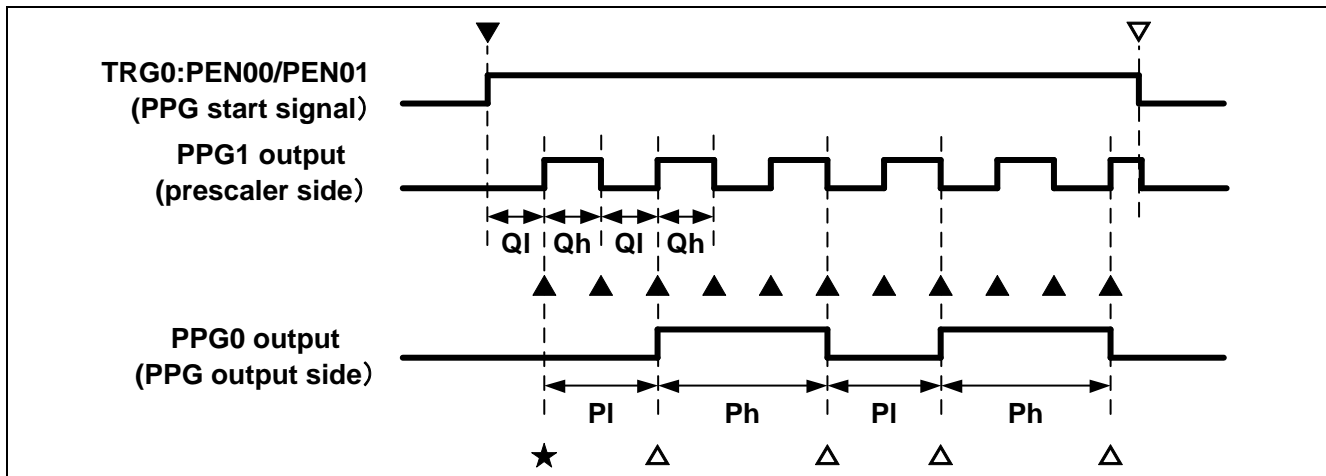 TRG0:PEN00/PEN01
(PPG start signal）
PPG1 output
(prescaler side）
Ql Qh Ql Qh
PPG0 output
(PPG output side）
Pl Ph Pl Ph